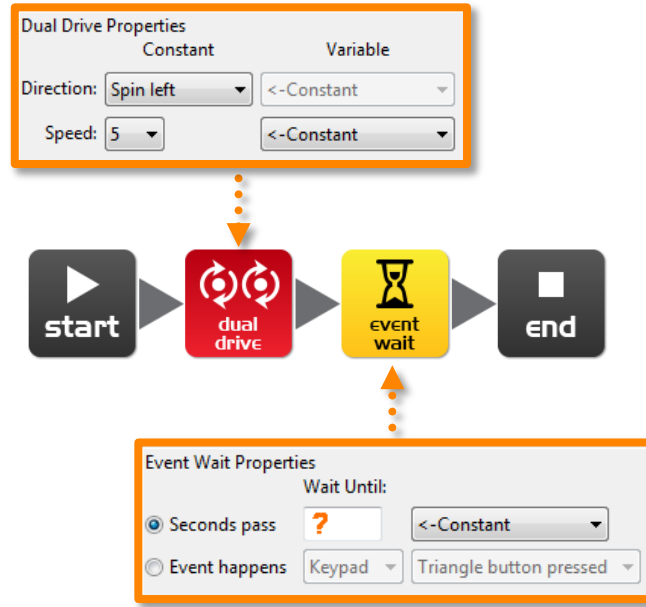 Dual Drive Properties
Constant Variable
Direction: Spin left <-Constant
Speed: 5 <-Constant
start
dual
drive
event
wait
end
Event Wait Properties
Wait Until:
Seconds pass ? <-Constant
Event happens Keypad Triangle button pressed